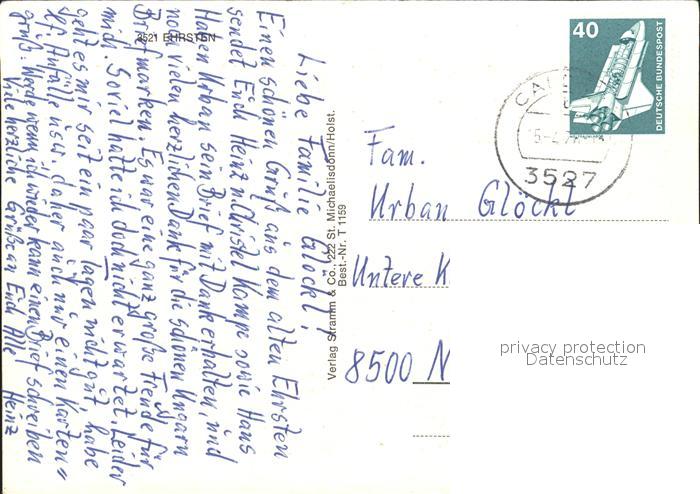 3521 EHRSTEN
Liebe Familie Glöckl!
Einen schönen Gruß aus dem alten Ehrsten
sendet Euch Heinz u. Christel Kampe sowie Hans
Haben Urban sein Brief mit Dank erhalten, und
noch vielen herzlichen Dank für die schönen Ungarn
Briefmarken. Es war eine ganz große Freude für
mich. Soviel hatte ich doch nicht erwartet. Leider
geht es mir seit ein paar tagen nicht gut, habe
Anfälle usw. daher auch nur einen Karten=
gruß. Werde wenn ich wieder kann einen Brief schreiben
Viele herzliche Grüße an Euch Alle Heinz
Verlag Stramm & Co., 222 St. Michaelisdonn/Holst.
Best.-Nr. T 1159
40
DEUTSCHE BUNDESPOST
3527
Fam.
Urban Glöckl
Untere K
8500 N
privacy protection
Datenschutz